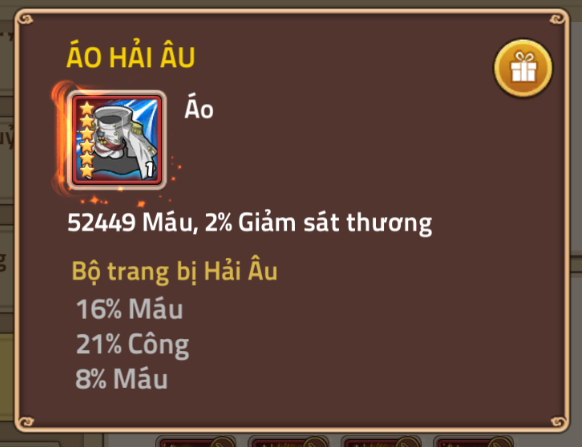 ÁO HẢI ÂU
Áo
1
52449 Máu, 2% Giảm sát thương
Bộ trang bị Hải Âu
16% Máu
21% Công
8% Máu